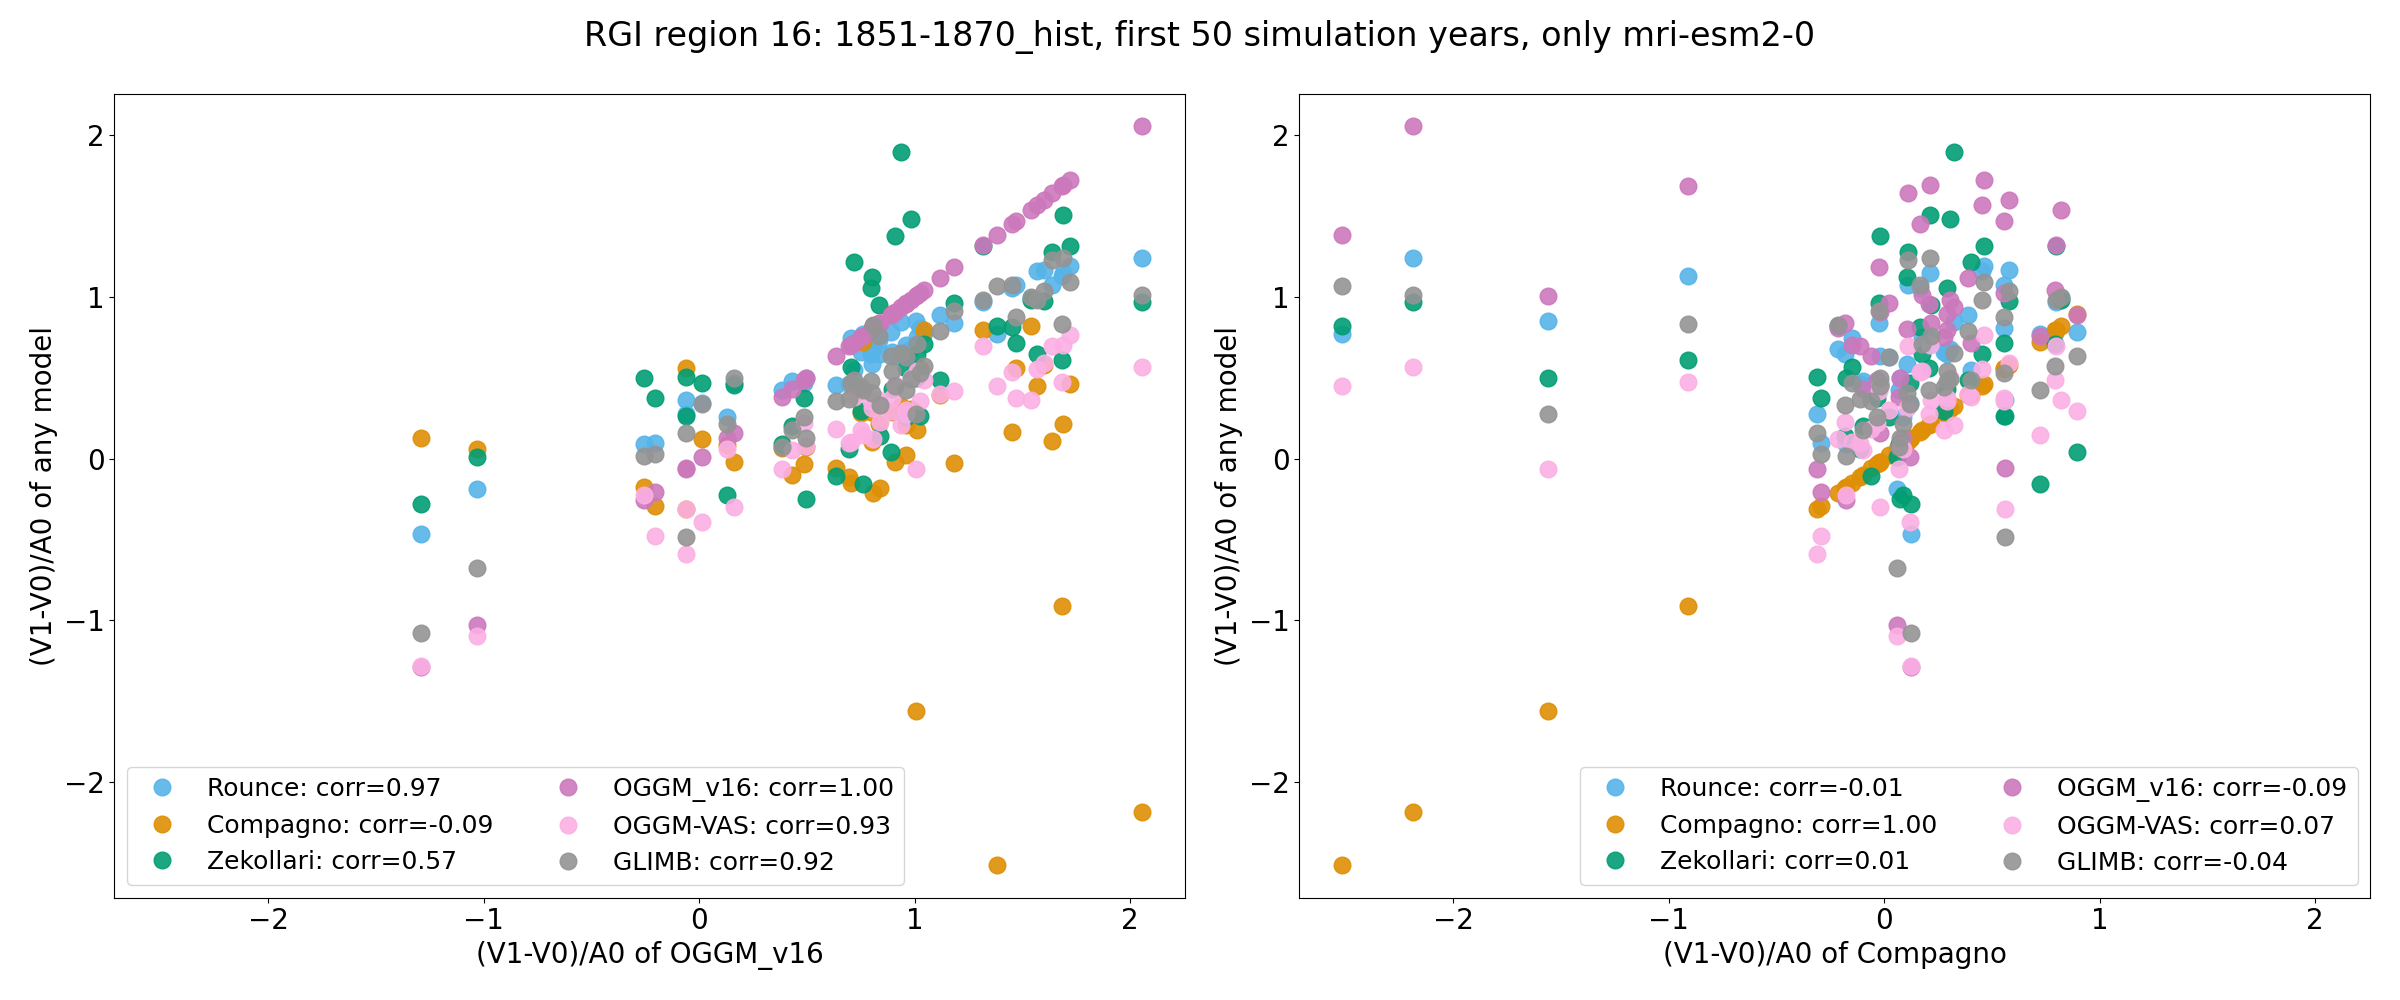 RGI region 16: 1851-1870_hist, first 50 simulation years, only mri-esm2-0
(V1-V0)/A0 of any model
2
1
0
−1
−2
Rounce: corr=0.97
Compagno: corr=-0.09
Zekollari: corr=0.57
OGGM_v16: corr=1.00
OGGM-VAS: corr=0.93
GLIMB: corr=0.92
−2 −1 0 1 2
(V1-V0)/A0 of OGGM_v16
(V1-V0)/A0 of any model
2
1
0
−1
−2
Rounce: corr=-0.01
Compagno: corr=1.00
Zekollari: corr=0.01
OGGM_v16: corr=-0.09
OGGM-VAS: corr=0.07
GLIMB: corr=-0.04
−2 −1 0 1 2
(V1-V0)/A0 of Compagno